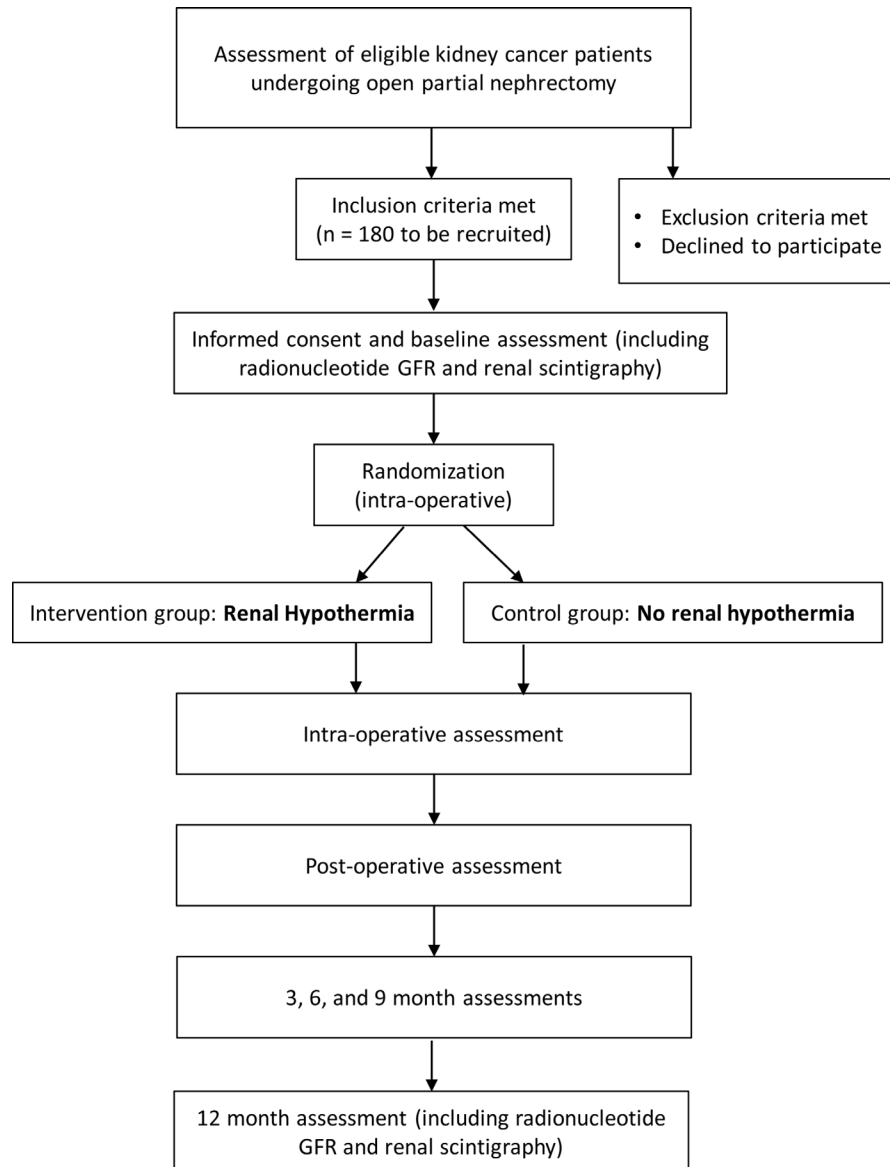 Assessment of eligible kidney cancer patients
undergoing open partial nephrectomy
Inclusion criteria met
(n = 180 to be recruited)
• Exclusion criteria met
• Declined to participate
Informed consent and baseline assessment (including
radionucleotide GFR and renal scintigraphy)
Randomization
(intra-operative)
Intervention group: Renal Hypothermia
Control group: No renal hypothermia
Intra-operative assessment
Post-operative assessment
3, 6, and 9 month assessments
12 month assessment (including radionucleotide
GFR and renal scintigraphy)